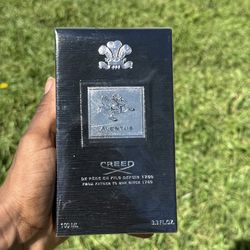 AVENTUS
CREED
DE PERE EN FILS DEPUIS 1760
FROM FATHER TO SON SINCE 1760
100 ML 3.3 FL.OZ.